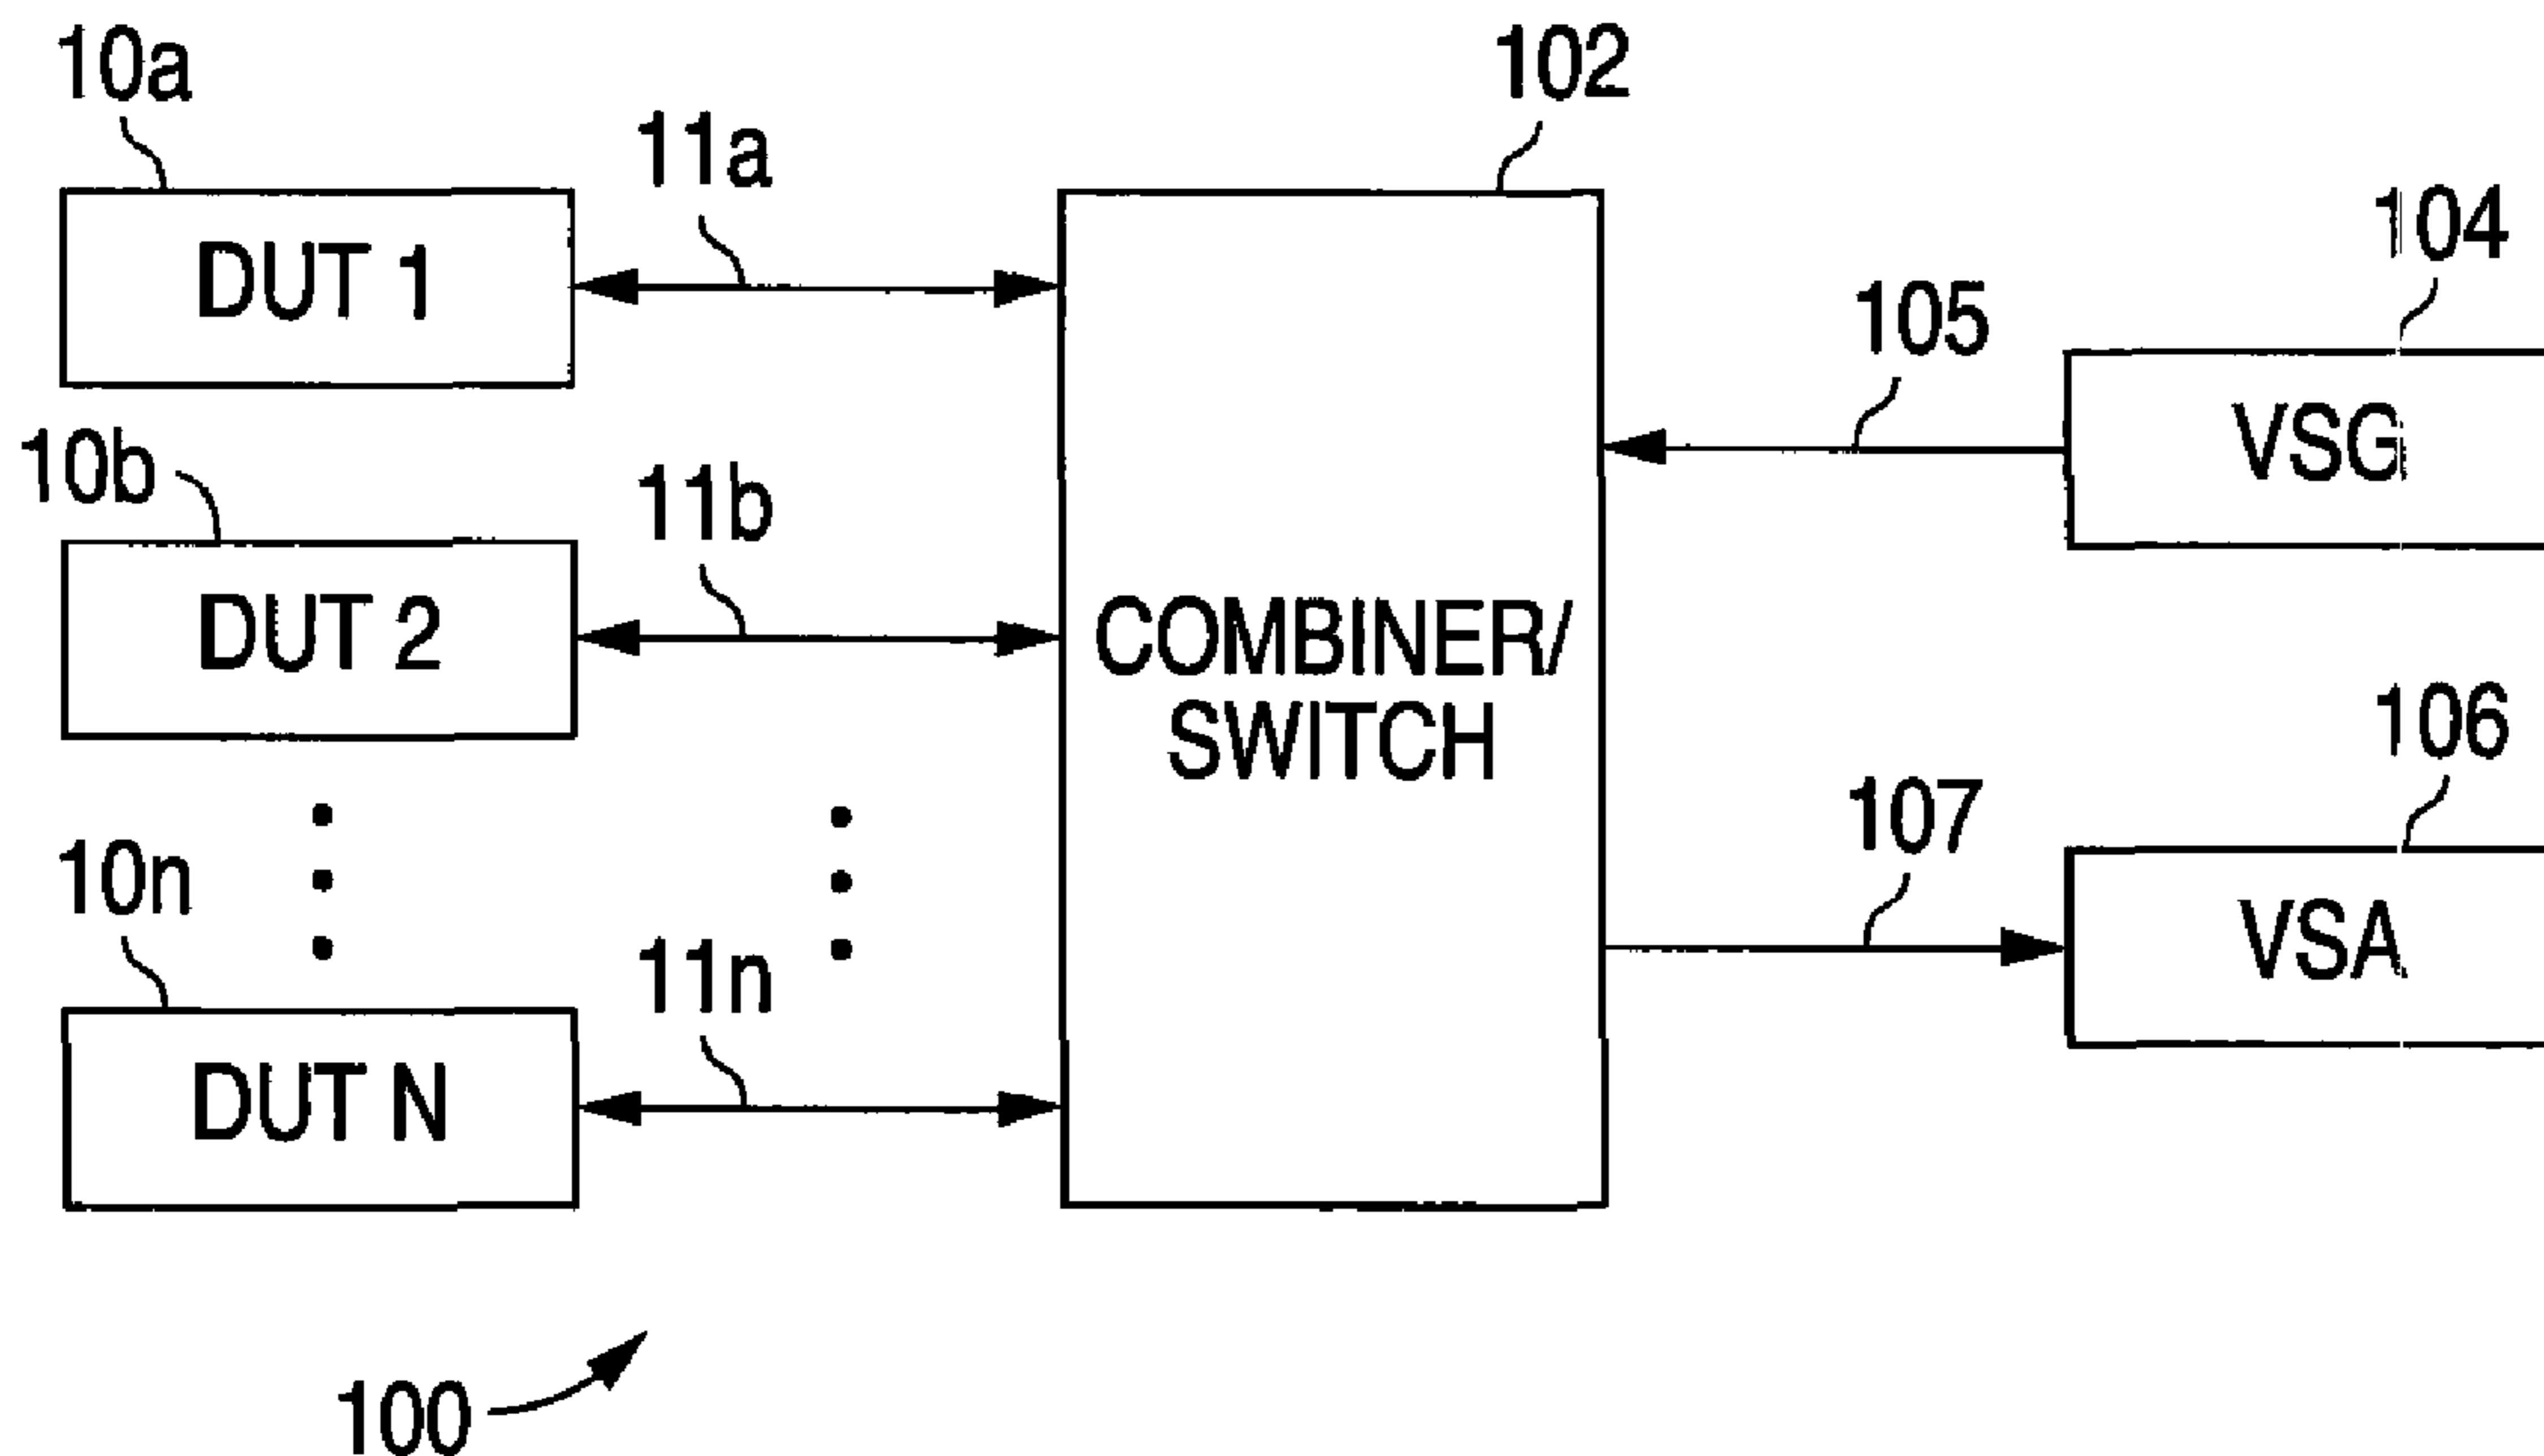 10a
11a
102
DUT 1
104
105
VSG
10b
11b
DUT 2
COMBINER/
SWITCH
106
107
10n
11n
VSA
DUT N
100